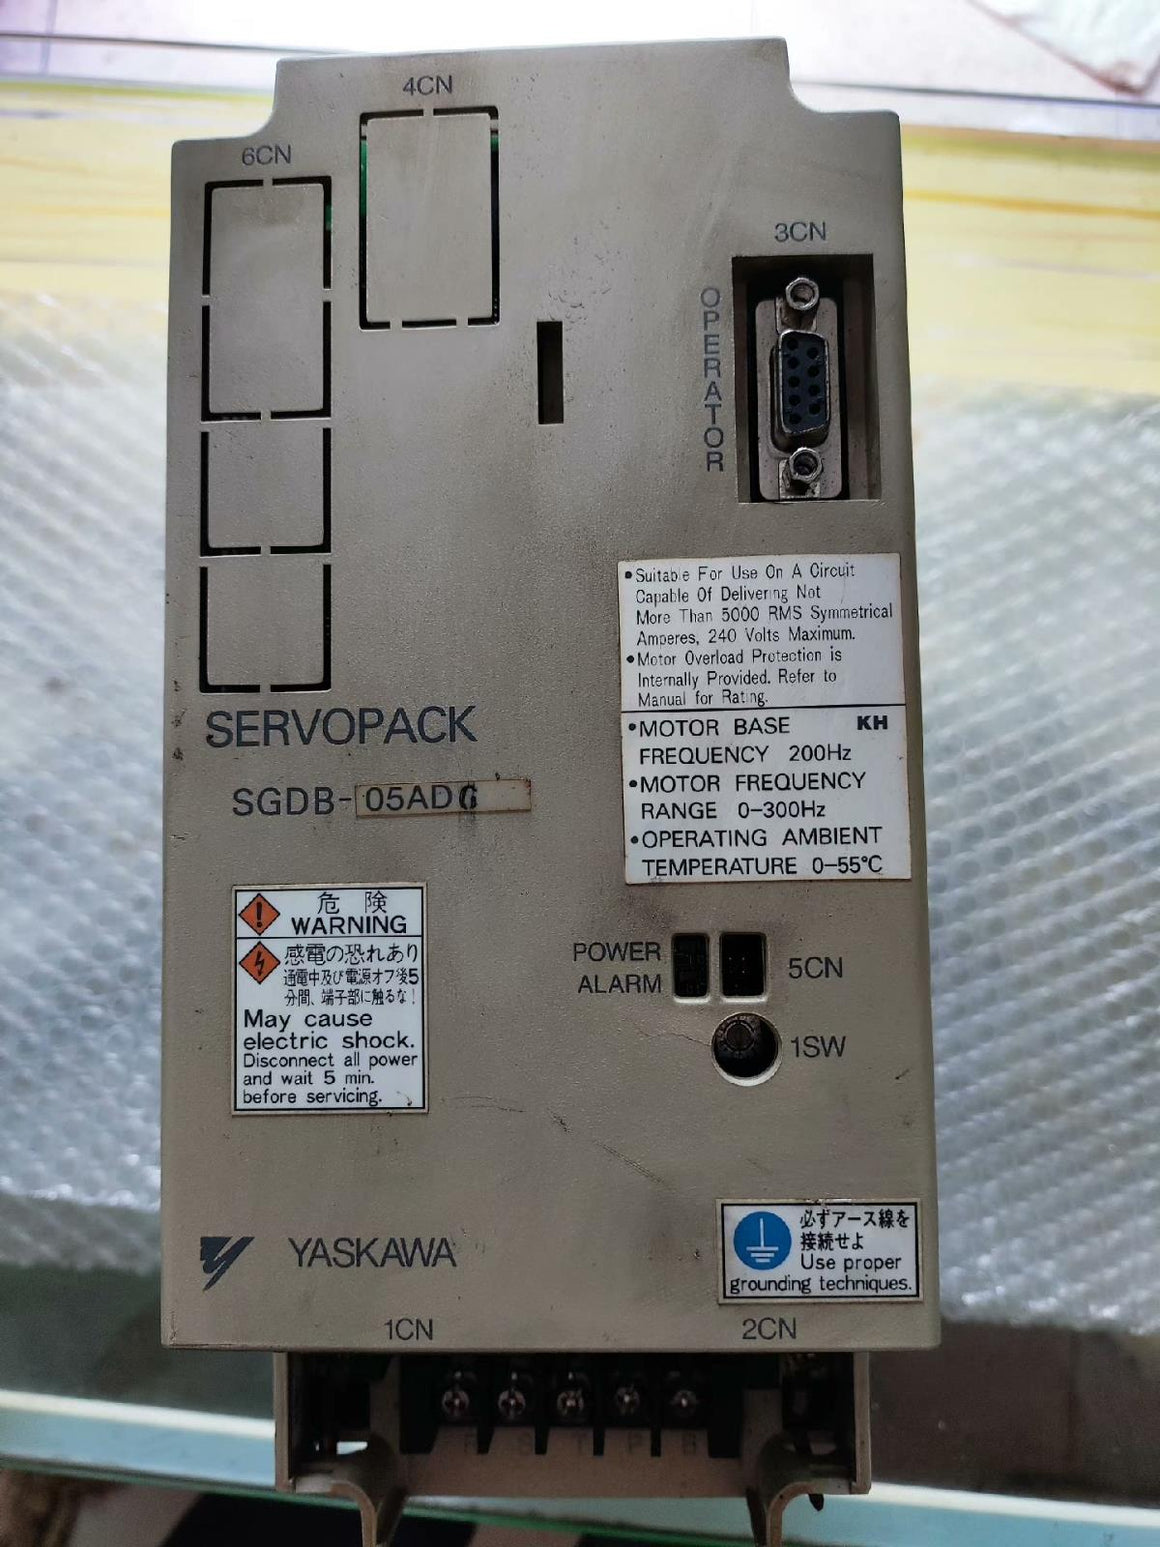 4CN
6CN
3CN
OPERATOR
•Suitable For Use On A Circuit
Capable Of Delivering Not
More Than 5000 RMS Symmetrical
Amperes, 240 Volts Maximum.
•Motor Overload Protection is
Internally Provided. Refer to
Manual for Rating.
SERVOPACK
•MOTOR BASE KH
FREQUENCY 200Hz
•MOTOR FREQUENCY
RANGE 0-300Hz
•OPERATING AMBIENT
TEMPERATURE 0-55°C
SGDB-05AD
危険
WARNING
感電の恐れあり
通電中及び電源オフ後5
分間、端子部に触るな!
May cause
electric shock.
Disconnect all power
and wait 5 min.
before servicing.
POWER
ALARM
5CN
1SW
必ずアース線を
接続せよ
Use proper
grounding techniques.
YASKAWA
1CN
2CN
R S T P B